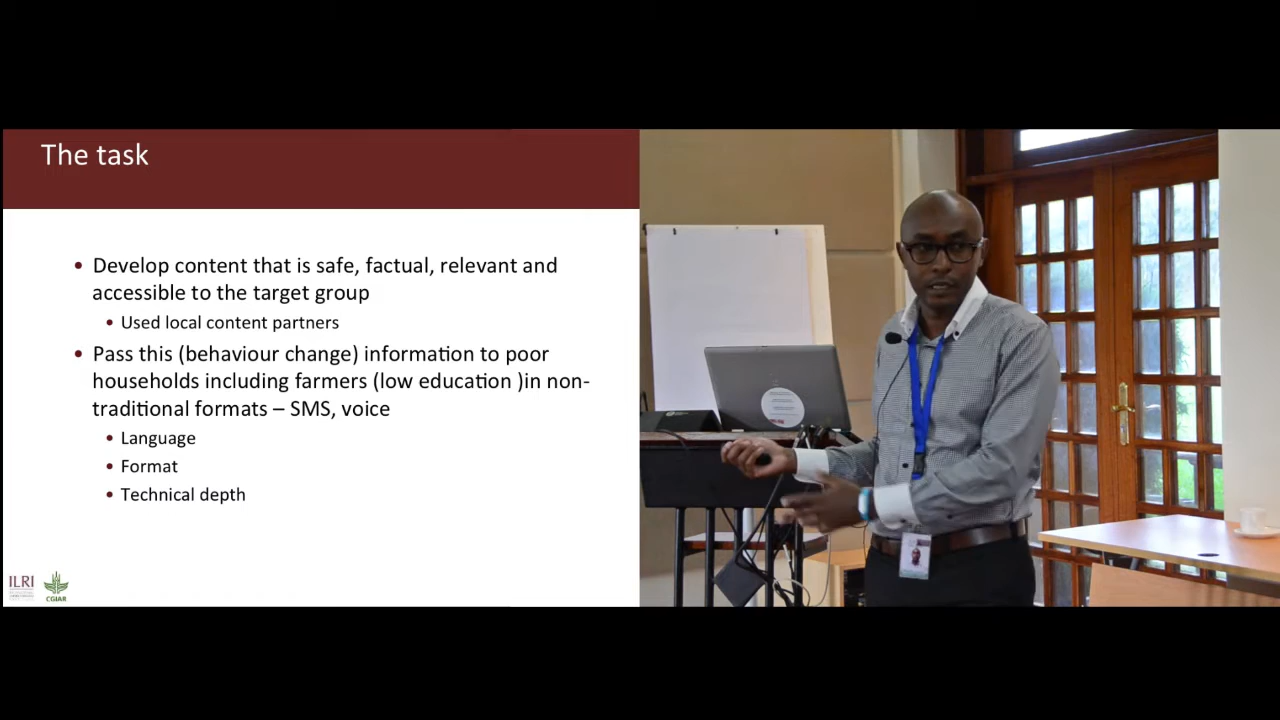 The task
• Develop content that is safe, factual, relevant and
accessible to the target group
• Used local content partners
• Pass this (behaviour change) information to poor
households including farmers (low education )in non-
traditional formats – SMS, voice
• Language
• Format
• Technical depth
ILRI
CGIAR